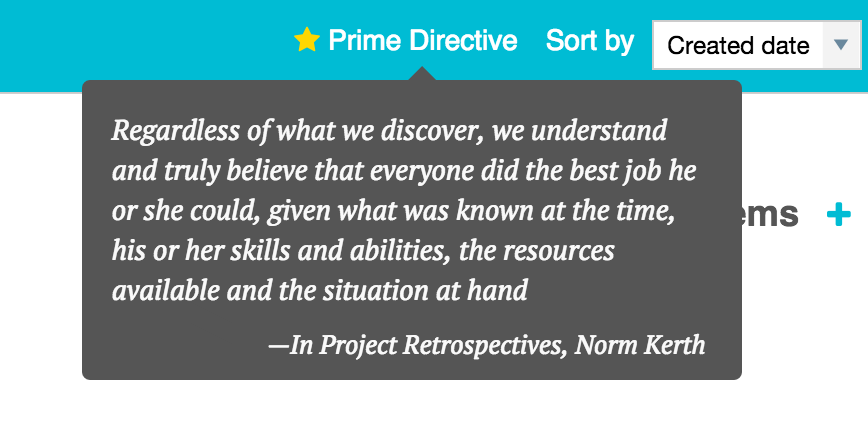 Prime Directive Sort by Created date
Regardless of what we discover, we understand
and truly believe that everyone did the best job he
or she could, given what was known at the time,
his or her skills and abilities, the resources
available and the situation at hand
—In Project Retrospectives, Norm Kerth